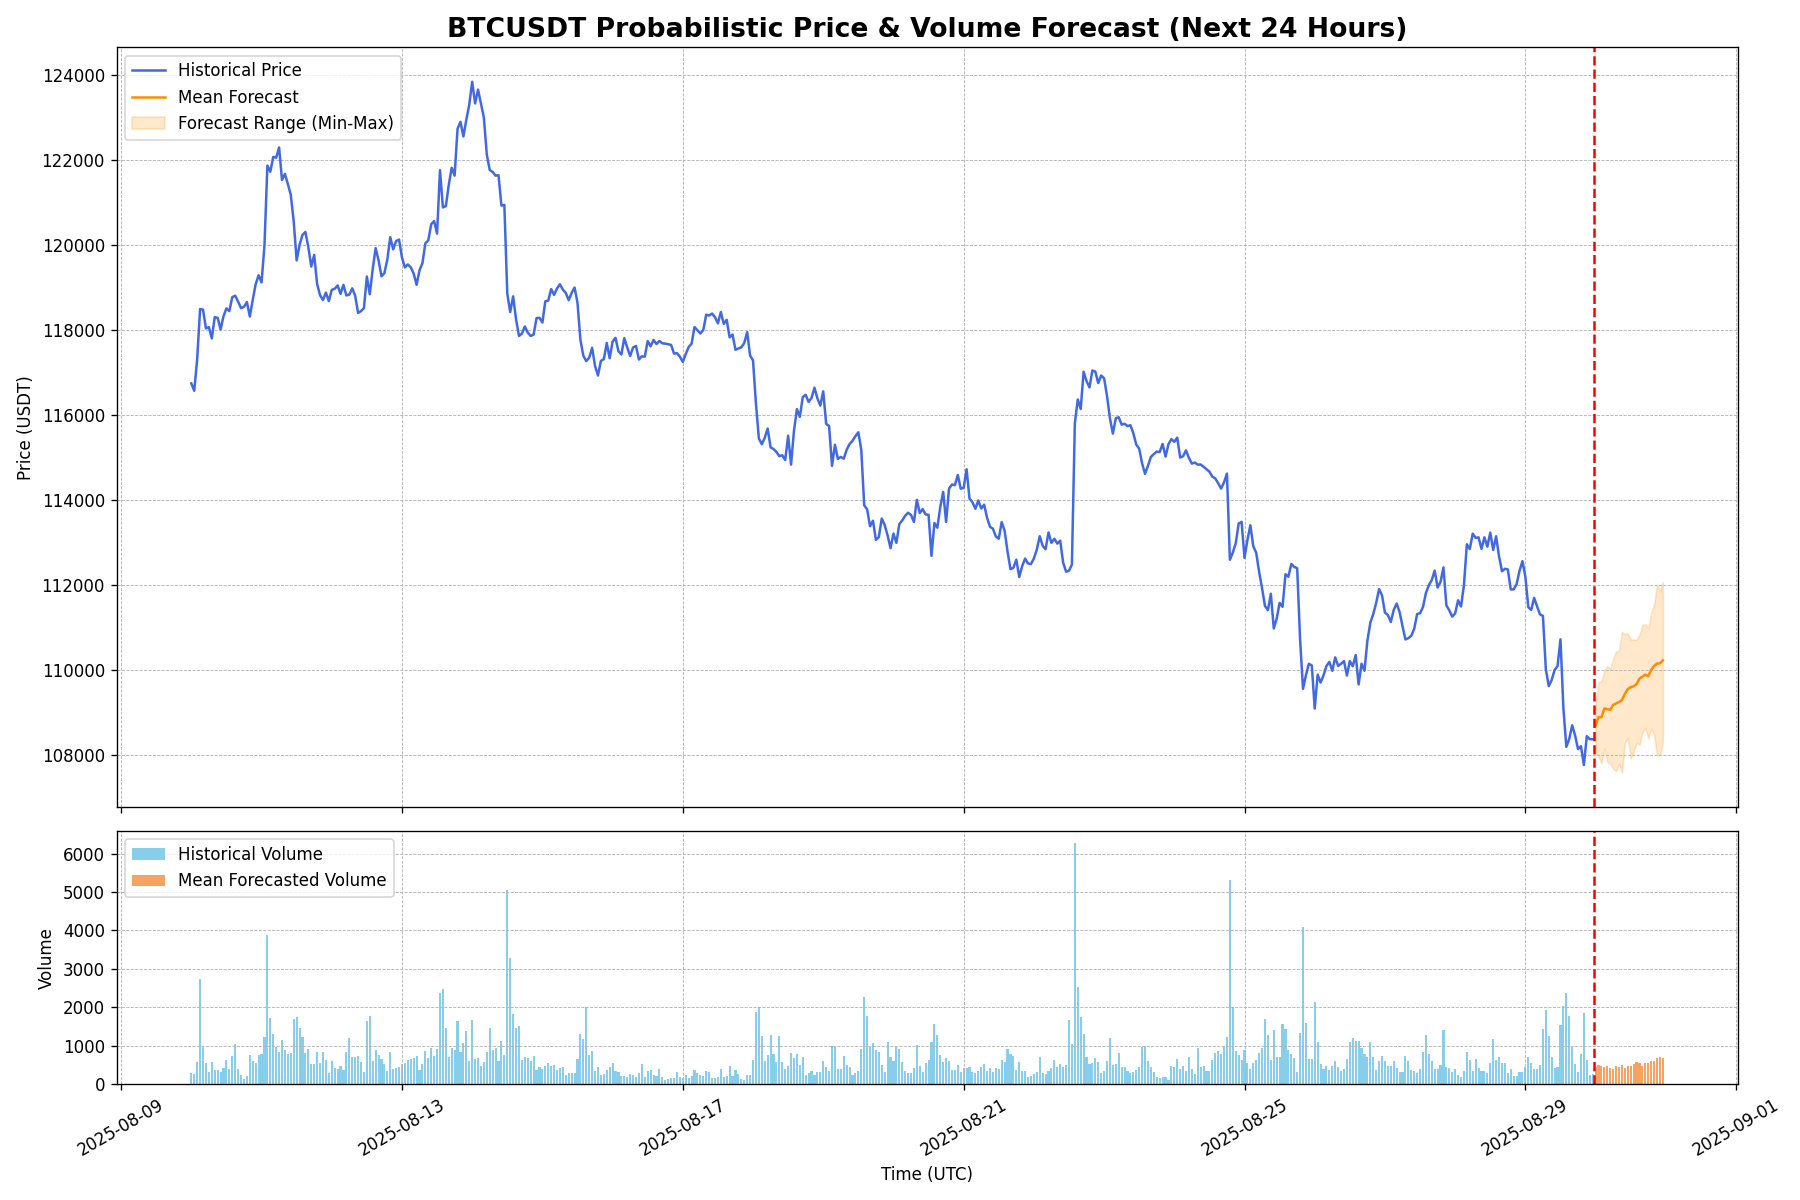 BTCUSDT Probabilistic Price & Volume Forecast (Next 24 Hours)
Historical Price
Mean Forecast
Forecast Range (Min-Max)
124000
122000
120000
118000
116000
114000
112000
110000
108000
Price (USDT)
Historical Volume
Mean Forecasted Volume
6000
5000
4000
3000
2000
1000
0
Volume
2025-08-09
2025-08-13
2025-08-17
2025-08-21
2025-08-25
2025-08-29
2025-09-01
Time (UTC)